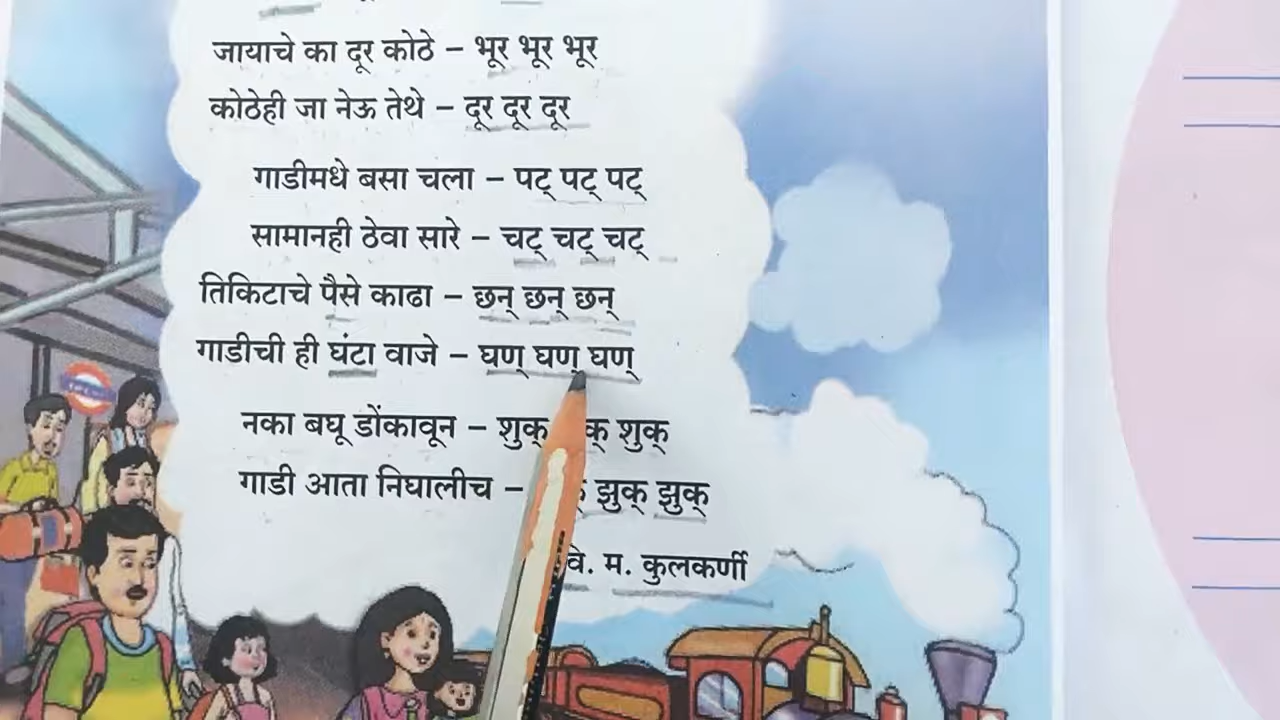 जायाचे का दूर कोठे – भूर भूर भूर
कोठेही जा नेऊ तेथे – दूर दूर दूर
गाडीमधे बसा चला – पट् पट् पट्
सामानही ठेवा सारे – चट् चट् चट्
तिकिटाचे पैसे काढा – छन् छन् छन्
गाडीची ही घंटा वाजे – घण् घण् घण्
नका बघू डोंकावून – शुक् शुक्
गाडी आता निघालीच – झुक् झुक्
वि. म. कुलकर्णी